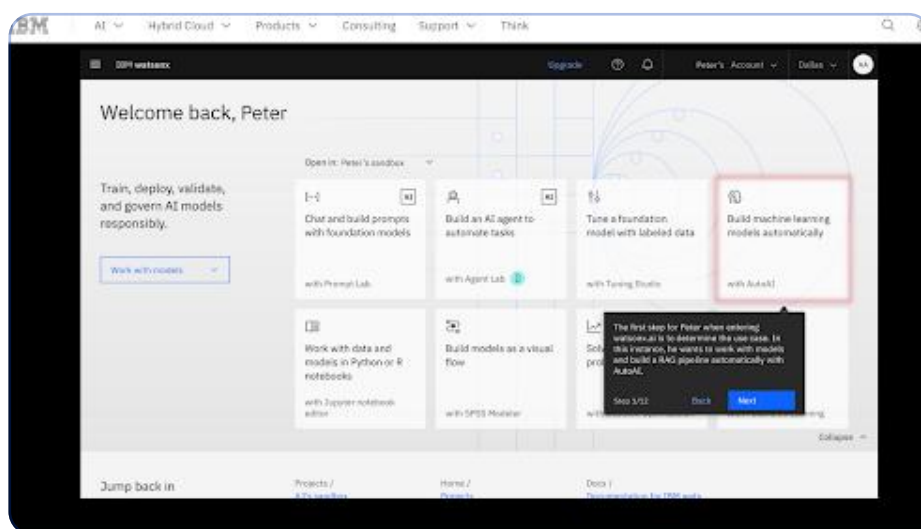 IBM
AI
Hybrid Cloud
Products
Consulting
Support
Think
IBM watsonx
Upgrade
Peter's Account
Dallas
Welcome back, Peter
Open in: Peter's sandbox
Train, deploy, validate,
and govern AI models
responsibly.
Work with models
Chat and build prompts
with foundation models
with Prompt Lab
Build an AI agent to
automate tasks
with Agent Lab
Tune a foundation
model with labeled data
with Tuning Studio
Build machine learning
models automatically
with AutoAI
Work with data and
models in Python or R
notebooks
with Jupyter notebook
editor
Build models as a visual
flow
with SPSS Modeler
The first step for Peter when entering
watsonx.ai is to determine the use case. In
this instance, he wants to work with models
and build a RAG pipeline automatically with
AutoAI.
Step 1/12
Back
Next
Collapse
Jump back in
Projects /
Home /
Projects
Docs /